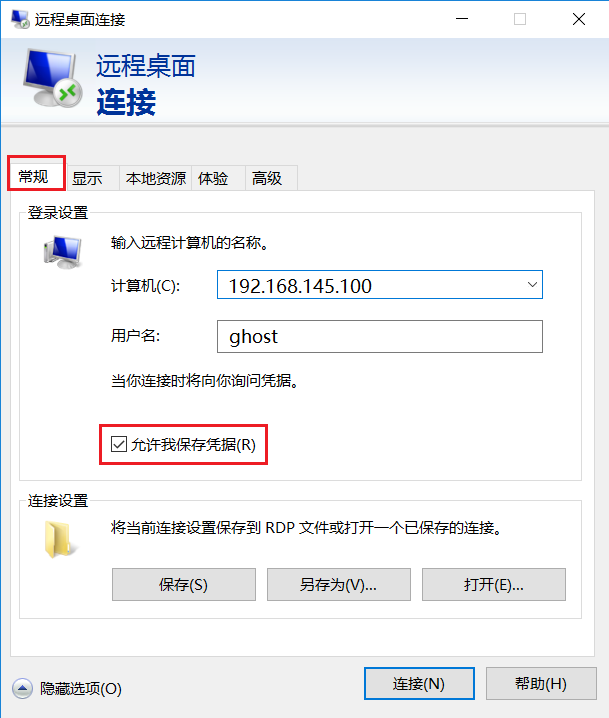 远程桌面连接
远程桌面
连接
常规 显示 本地资源 体验 高级
登录设置
输入远程计算机的名称。
计算机(C): 192.168.145.100
用户名: ghost
当你连接时将向你询问凭据。
允许我保存凭据(R)
连接设置
将当前连接设置保存到 RDP 文件或打开一个已保存的连接。
保存(S) 另存为(V)... 打开(E)...
隐藏选项(O) 连接(N) 帮助(H)